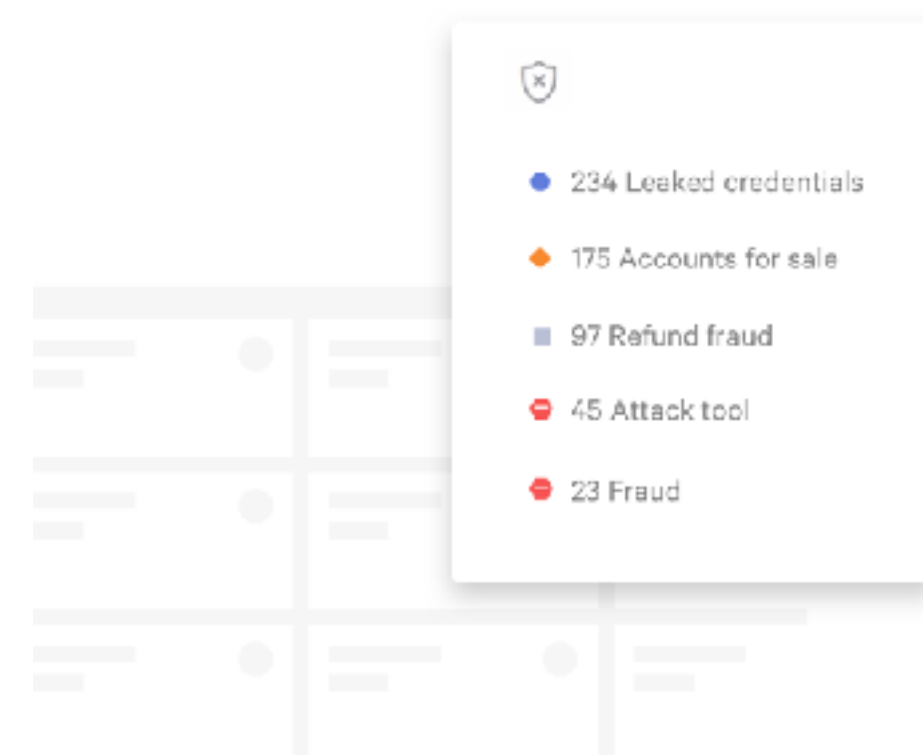 234 Leaked credentials
175 Accounts for sale
97 Refund fraud
45 Attack tool
23 Fraud